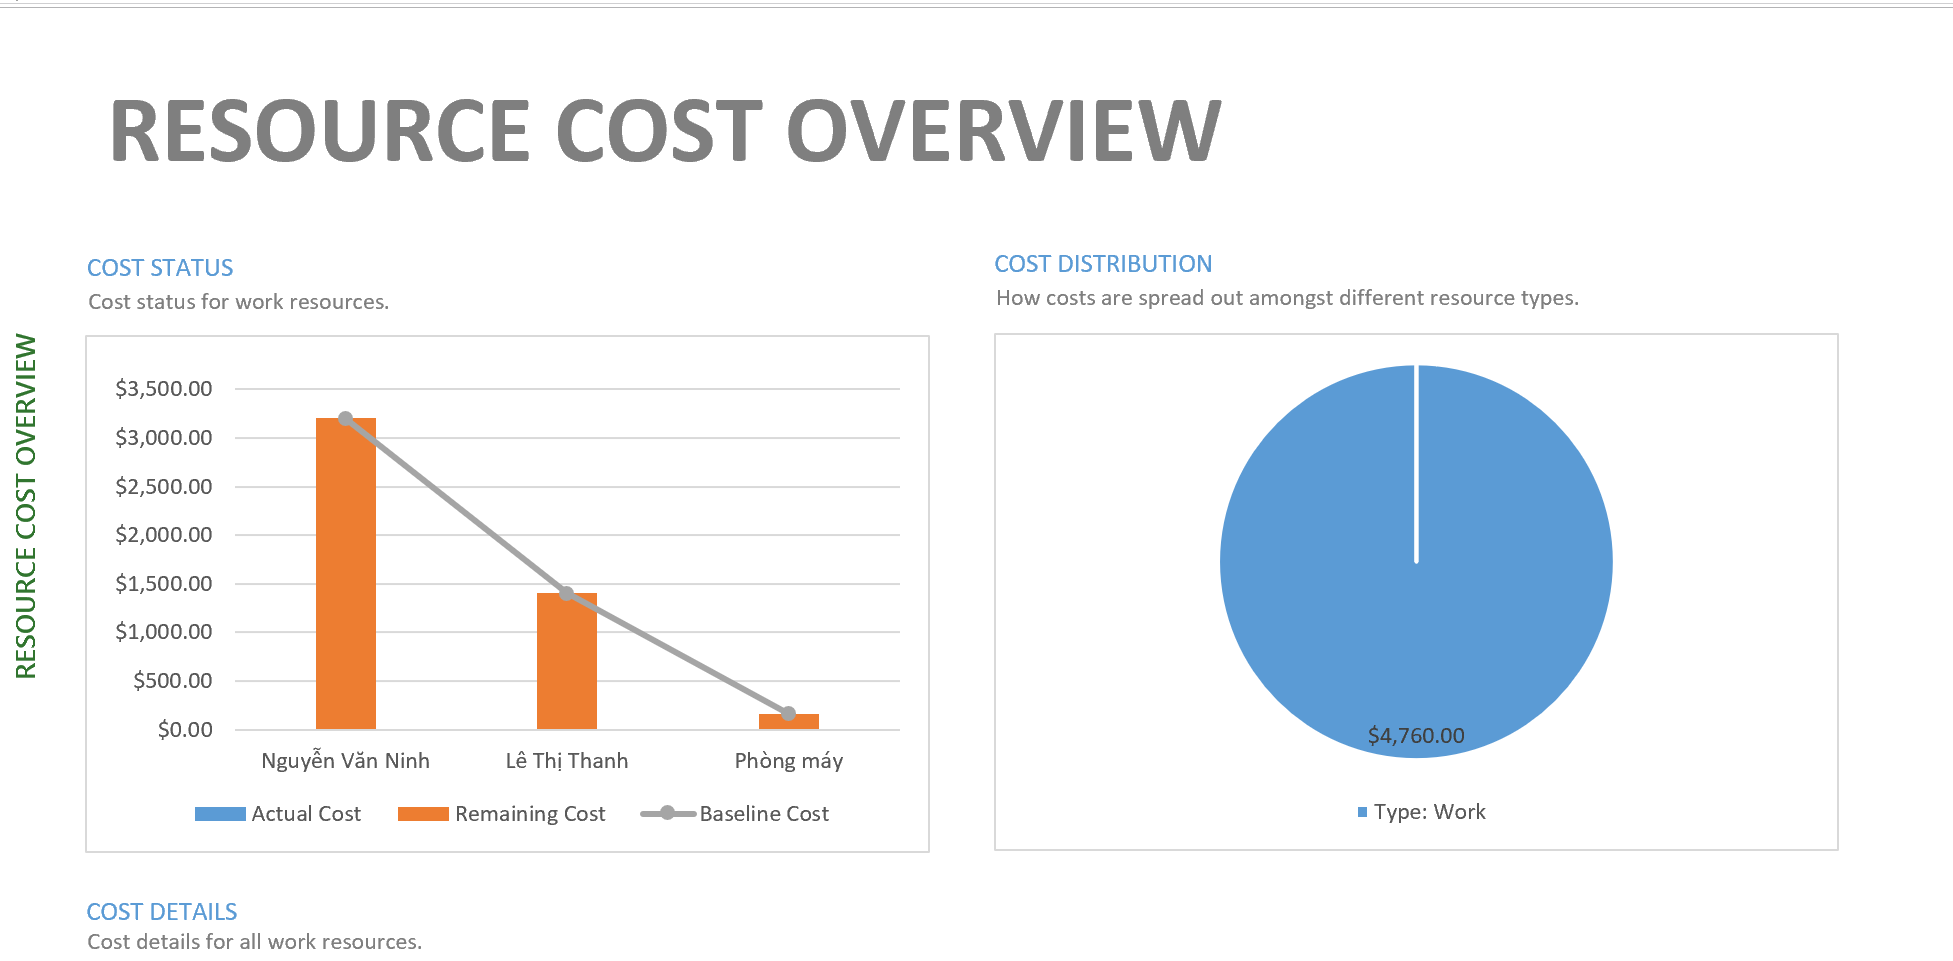 RESOURCE COST OVERVIEW
RESOURCE COST OVERVIEW
COST STATUS
Cost status for work resources.
$3,500.00
$3,000.00
$2,500.00
$2,000.00
$1,500.00
$1,000.00
$500.00
$0.00
Nguyễn Văn Ninh
Lê Thị Thanh
Phòng máy
Actual Cost
Remaining Cost
Baseline Cost
COST DISTRIBUTION
How costs are spread out amongst different resource types.
$4,760.00
Type: Work
COST DETAILS
Cost details for all work resources.